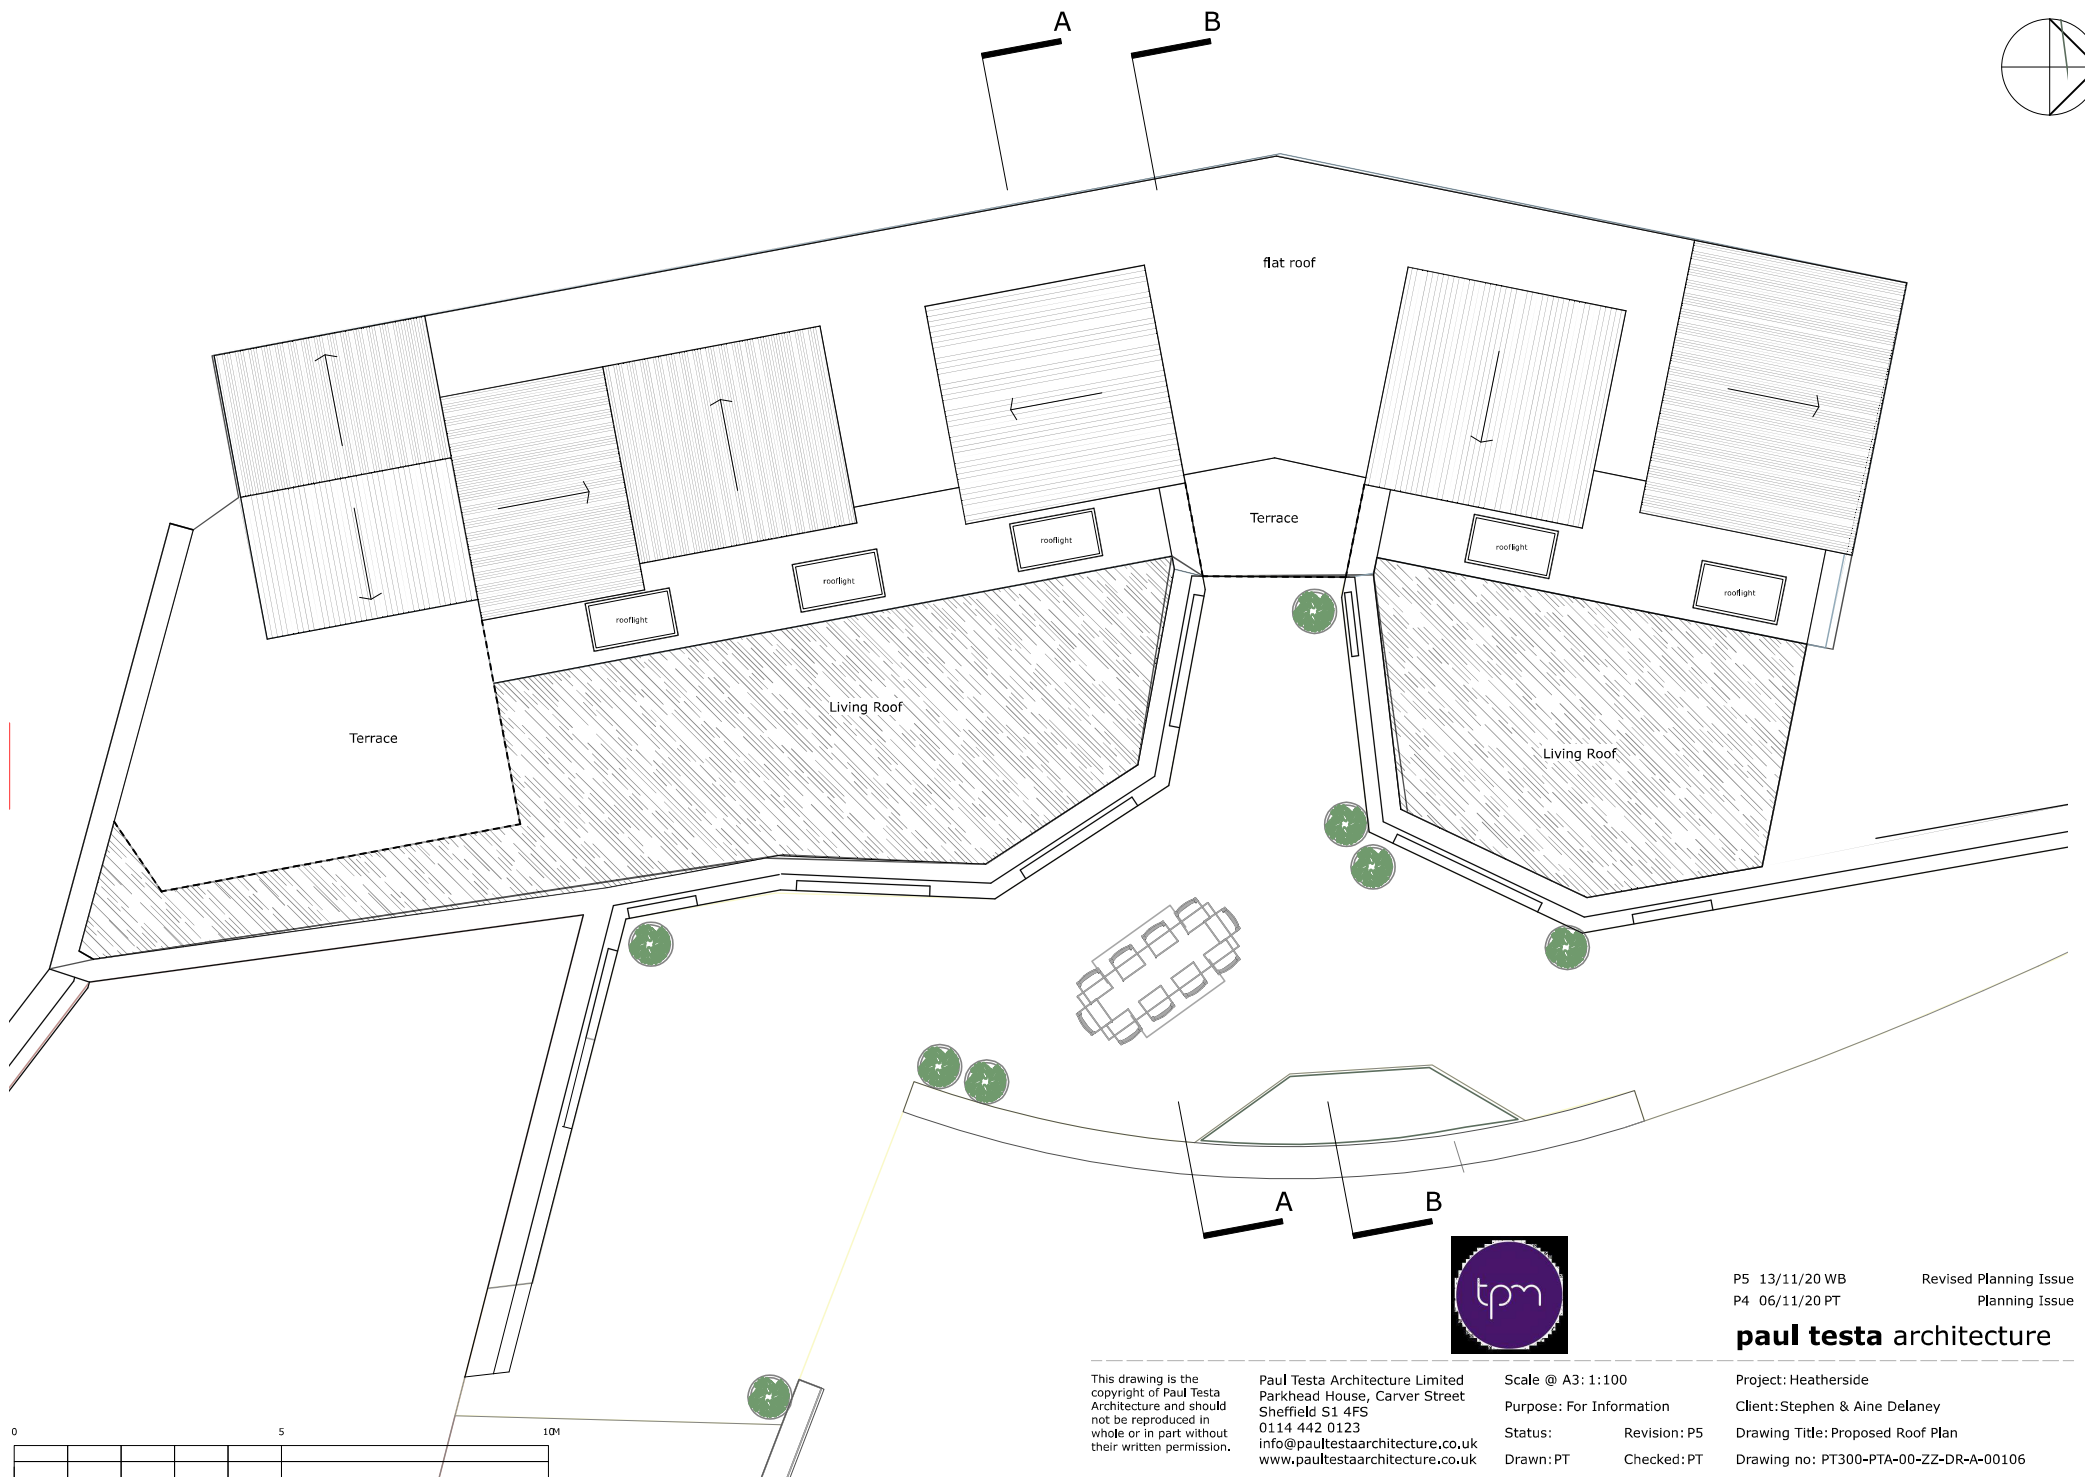 A
B
flat roof
Terrace
rooflight
rooflight
rooflight
rooflight
rooflight
Living Roof
Terrace
Living Roof
A
B
tpm
P5 13/11/20 WB Revised Planning Issue
P4 06/11/20 PT Planning Issue
paul testa architecture
This drawing is the
copyright of Paul Testa
Architecture and should
not be reproduced in
whole or in part without
their written permission.
Paul Testa Architecture Limited
Parkhead House, Carver Street
Sheffield S1 4FS
0114 442 0123
info@paultestaarchitecture.co.uk
www.paultestaarchitecture.co.uk
Scale @ A3: 1:100
Purpose: For Information
Status: Revision: P5
Drawn: PT Checked: PT
Project: Heatherside
Client: Stephen & Aine Delaney
Drawing Title: Proposed Roof Plan
Drawing no: PT300-PTA-00-ZZ-DR-A-00106
0 5 10M